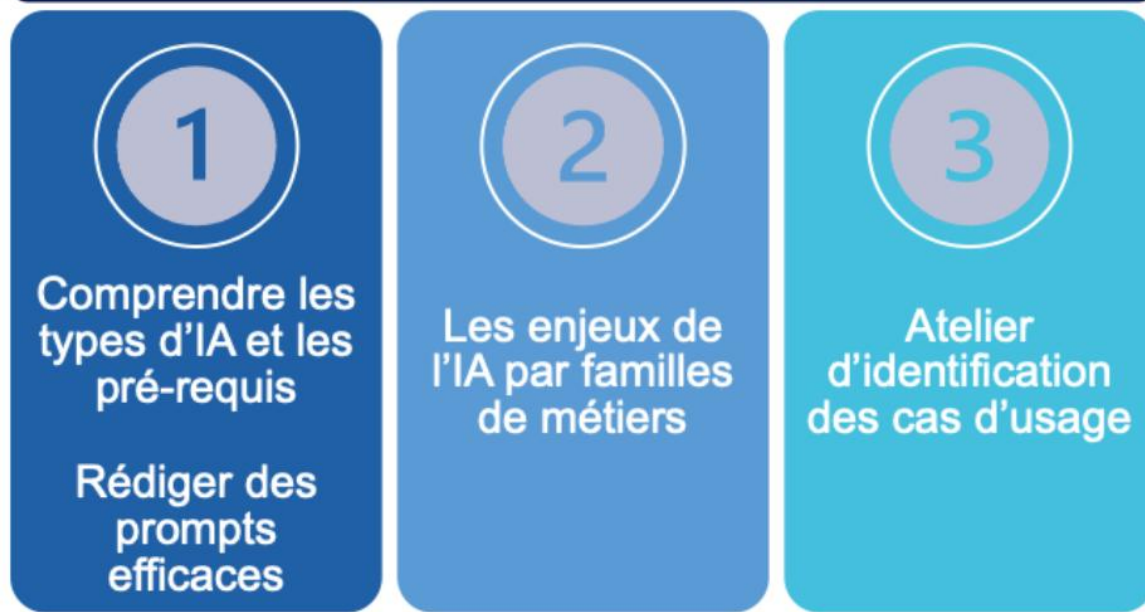 1
Comprendre les
types d’IA et les
pré-requis
Rédiger des
prompts
efficaces
2
Les enjeux de
l’IA par familles
de métiers
3
Atelier
d’identification
des cas d’usage